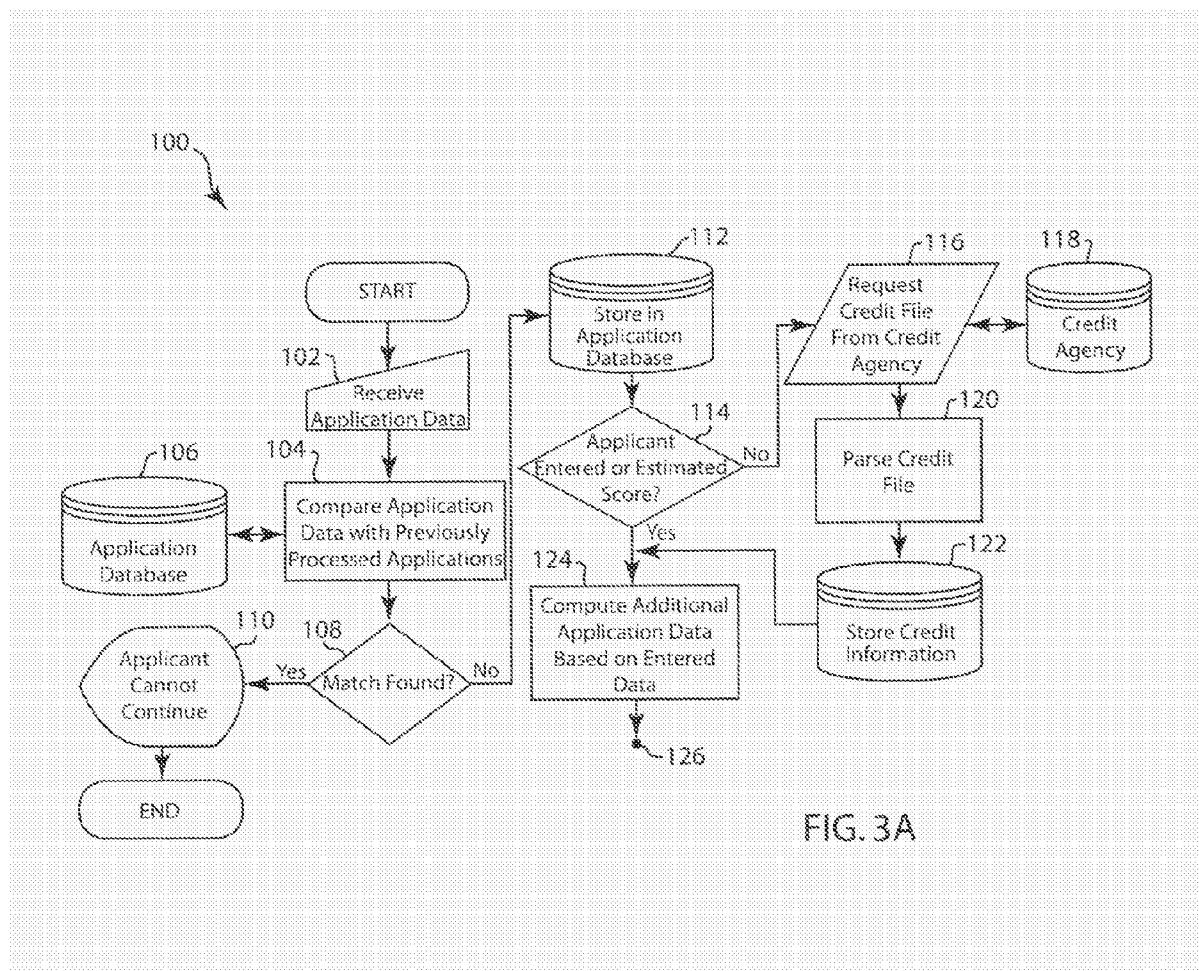 100
START
102
Receive
Application Data
106
Application
Database
104
Compare Application
Data with Previously
Processed Applications
108
Match Found?
Yes
No
110
Applicant
Cannot
Continue
END
112
Store in
Application
Database
114
Applicant
Entered or Estimated
Score?
No
Yes
116
Request
Credit File
From Credit
Agency
118
Credit
Agency
120
Parse Credit
File
122
Store Credit
Information
124
Compute Additional
Application Data
Based on Entered
Data
126
FIG. 3A